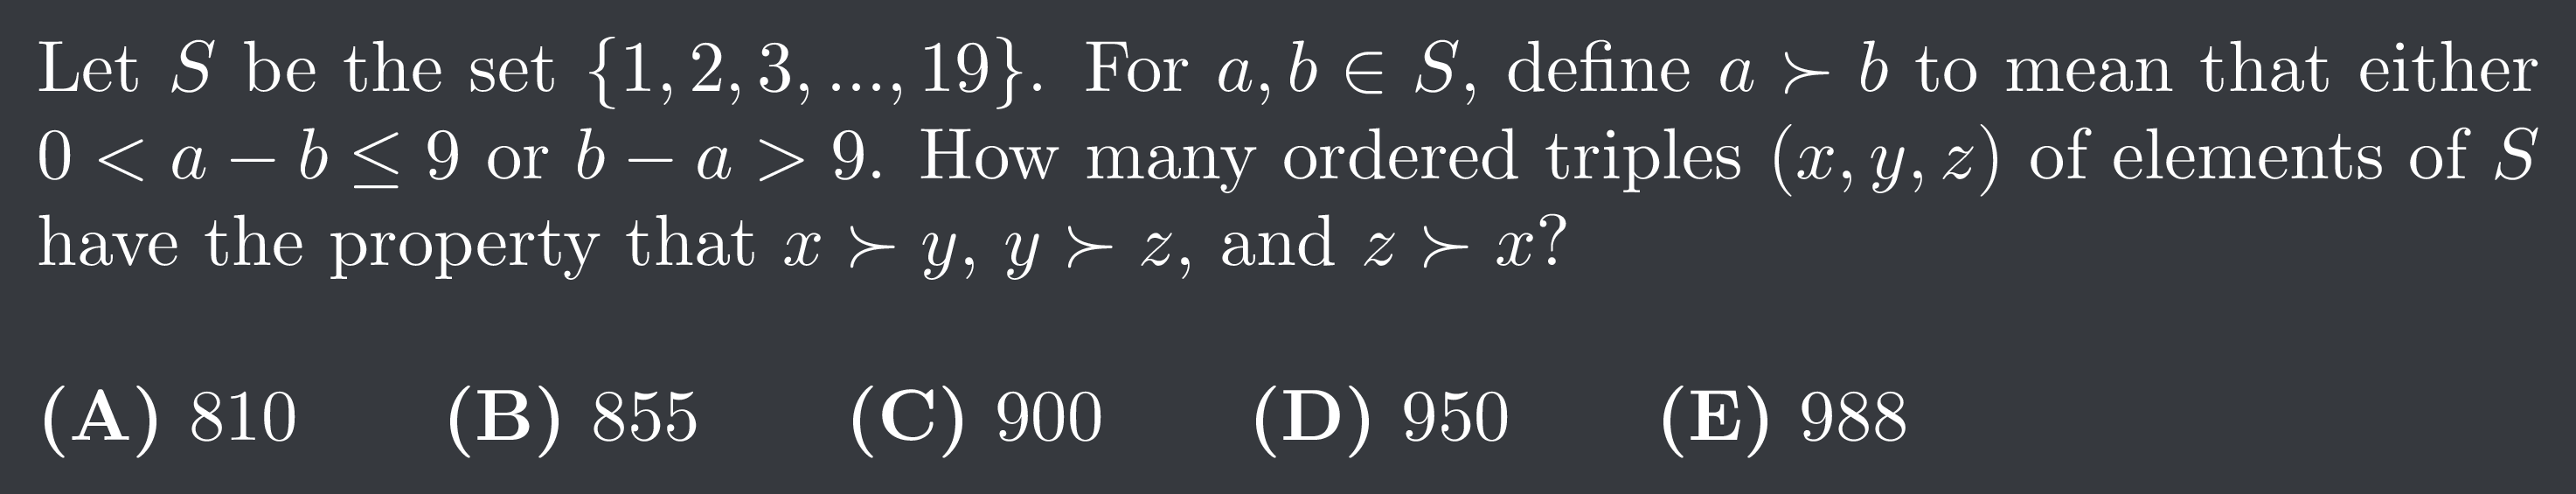 Let S be the set {1, 2, 3, ..., 19}. For a, b ∈ S, define a ≻ b to mean that either
0 < a − b ≤ 9 or b − a > 9. How many ordered triples (x, y, z) of elements of S
have the property that x ≻ y, y ≻ z, and z ≻ x?
(A) 810 (B) 855 (C) 900 (D) 950 (E) 988